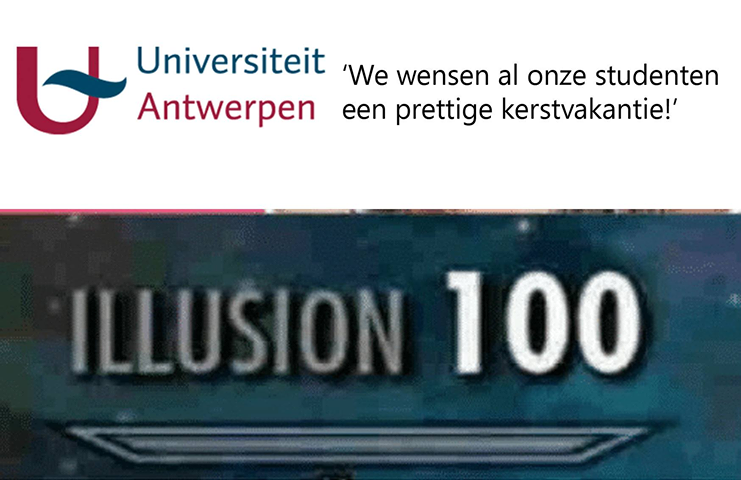 Universiteit
Antwerpen
‘We wensen al onze studenten
een prettige kerstvakantie!’
ILLUSION 100